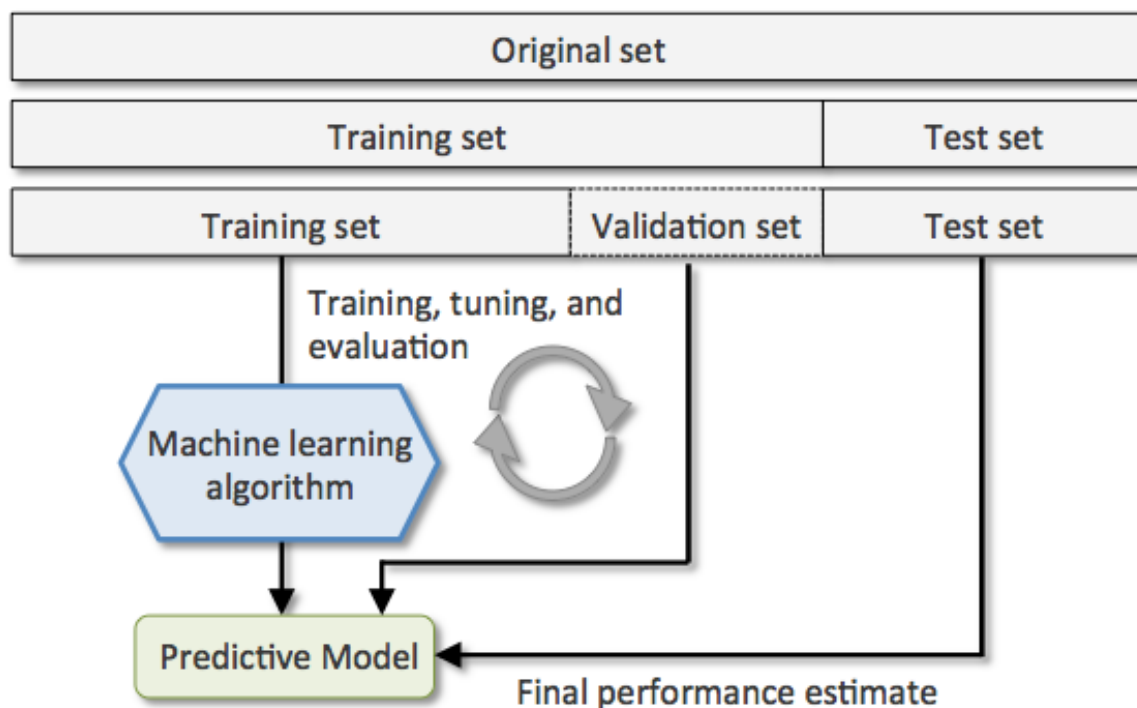 Original set
Training set
Test set
Training set
Validation set
Test set
Training, tuning, and
evaluation
Machine learning
algorithm
Predictive Model
Final performance estimate